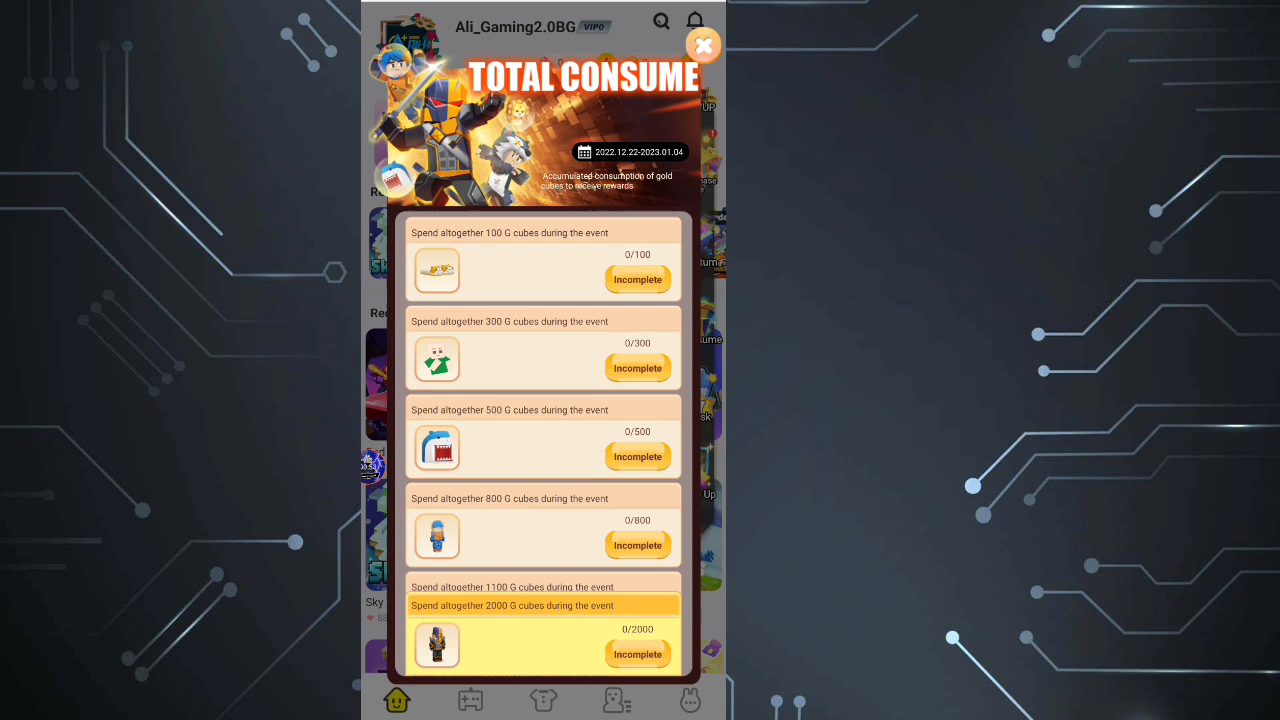 Ali_Gaming2.0BG VIP0
TOTAL CONSUME
UP
2022.12.22-2023.01.04
Accumulated consumption of gold
cubes to receive rewards
Spend altogether 100 G cubes during the event
0/100
Incomplete
Spend altogether 300 G cubes during the event
0/300
Incomplete
Spend altogether 500 G cubes during the event
0/500
Incomplete
Spend altogether 800 G cubes during the event
0/800
Incomplete
Up
Spend altogether 1100 G cubes during the event
Spend altogether 2000 G cubes during the event
0/2000
Incomplete
Sky